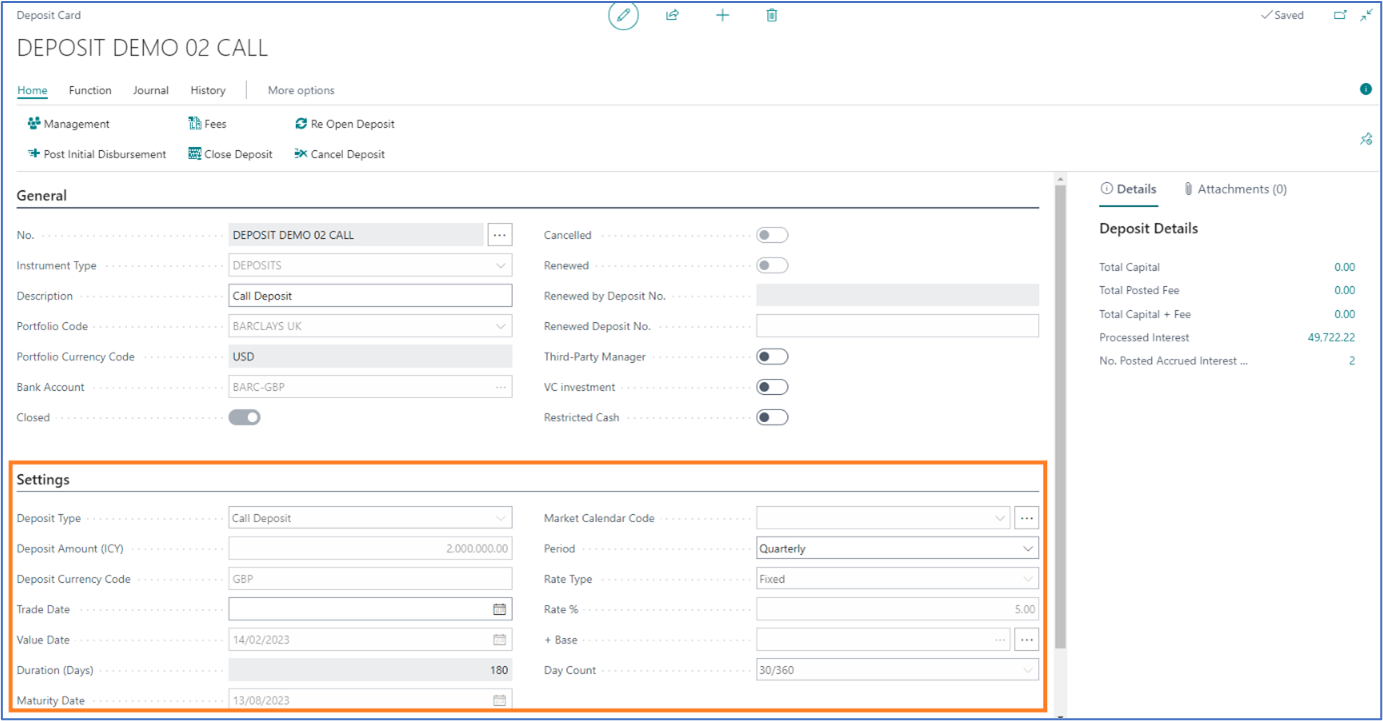 Deposit Card
Saved
DEPOSIT DEMO 02 CALL
Home Function Journal History More options
Management Fees Re Open Deposit
Post Initial Disbursement Close Deposit Cancel Deposit
General
No. DEPOSIT DEMO 02 CALL
Instrument Type DEPOSITS
Description Call Deposit
Portfolio Code BARCLAYS UK
Portfolio Currency Code USD
Bank Account BARC-GBP
Closed
Cancelled
Renewed
Renewed by Deposit No.
Renewed Deposit No.
Third-Party Manager
VC investment
Restricted Cash
Settings
Deposit Type Call Deposit
Deposit Amount (ICY) 2.000.000.00
Deposit Currency Code GBP
Trade Date
Value Date 14/02/2023
Duration (Days) 180
Maturity Date 13/08/2023
Market Calendar Code
Period Quarterly
Rate Type Fixed
Rate % 5.00
+ Base
Day Count 30/360
Details Attachments (0)
Deposit Details
Total Capital 0.00
Total Posted Fee 0.00
Total Capital + Fee 0.00
Processed Interest 49,722.22
No. Posted Accrued Interest ... 2